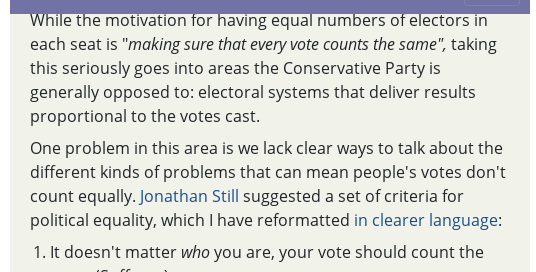 While the motivation for having equal numbers of electors in
each seat is "making sure that every vote counts the same", taking
this seriously goes into areas the Conservative Party is
generally opposed to: electoral systems that deliver results
proportional to the votes cast.
One problem in this area is we lack clear ways to talk about the
different kinds of problems that can mean people's votes don't
count equally. Jonathan Still suggested a set of criteria for
political equality, which I have reformatted in clearer language:
1. It doesn't matter who you are, your vote should count the